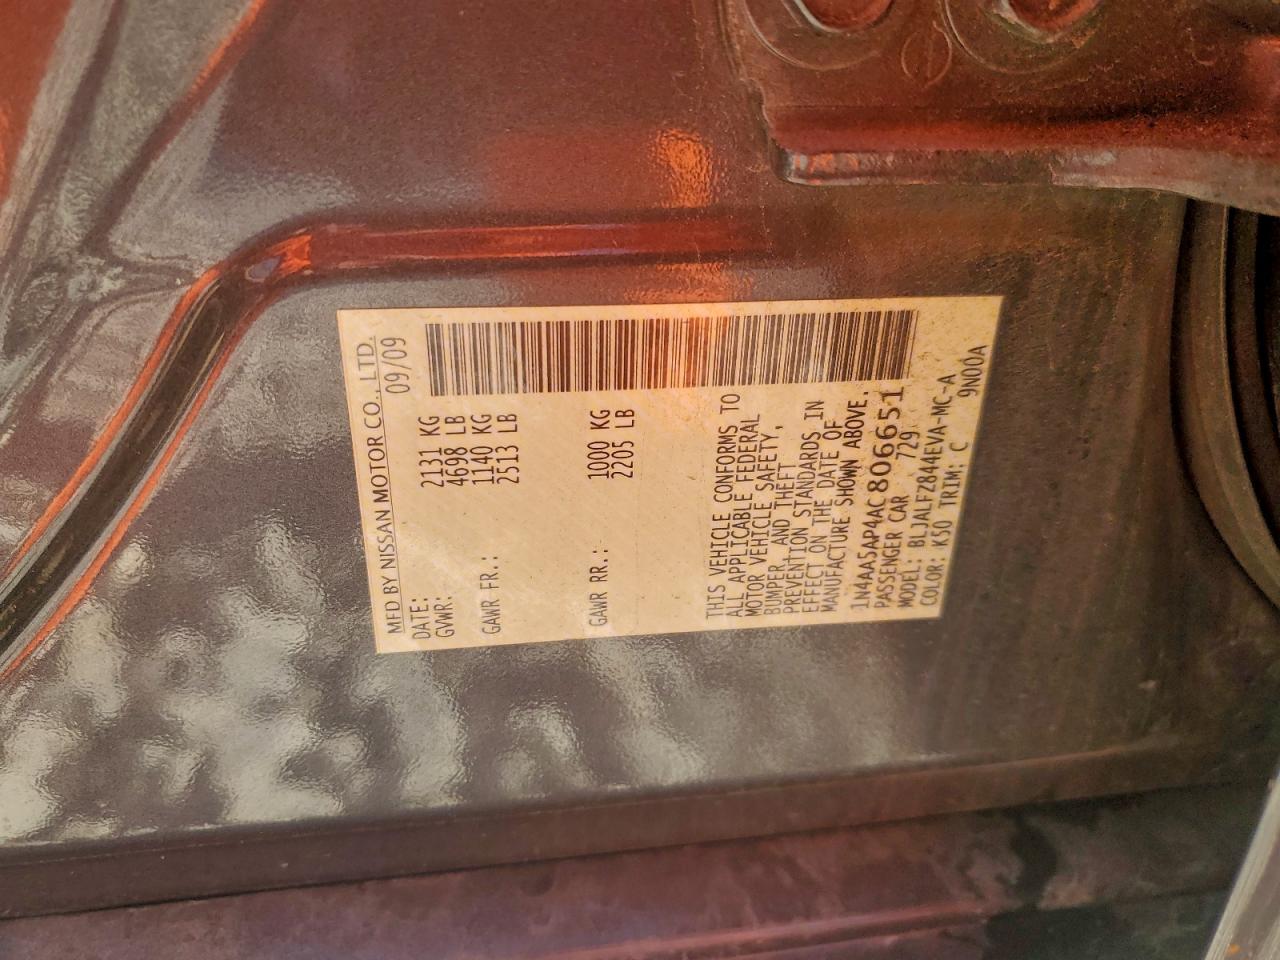 MFD BY NISSAN MOTOR CO., LTD.
DATE: 09/09
GVWR: 2131 KG
4698 LB
GAWR FR.: 1140 KG
2513 LB
GAWR RR.: 1000 KG
2205 LB
THIS VEHICLE CONFORMS TO
ALL APPLICABLE FEDERAL
MOTOR VEHICLE SAFETY,
BUMPER, AND THEFT
PREVENTION STANDARDS IN
EFFECT ON THE DATE OF
MANUFACTURE SHOWN ABOVE.
1N4AA5AP4AC806651
PASSENGER CAR 729
MODEL: BLJALFZ844EVA-MC-A
COLOR: K50 TRIM: C 9N00A